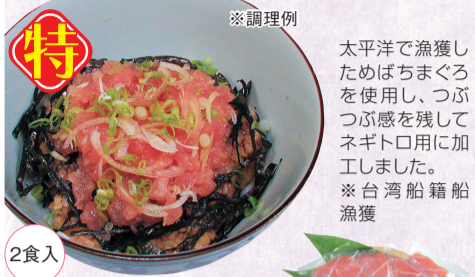 ※調理例
特
太平洋で漁獲し
ためばちまぐろ
を使用し、つぶ
つぶ感を残して
ネギトロ用に加
工しました。
※台湾船籍船
漁獲
2食入